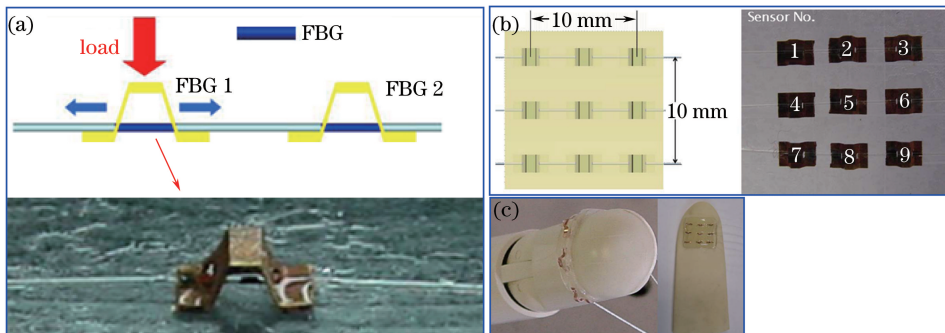 (a)
load
FBG
FBG 1
FBG 2
(b)
10 mm
10 mm
Sensor No.
1 2 3
4 5 6
7 8 9
(c)